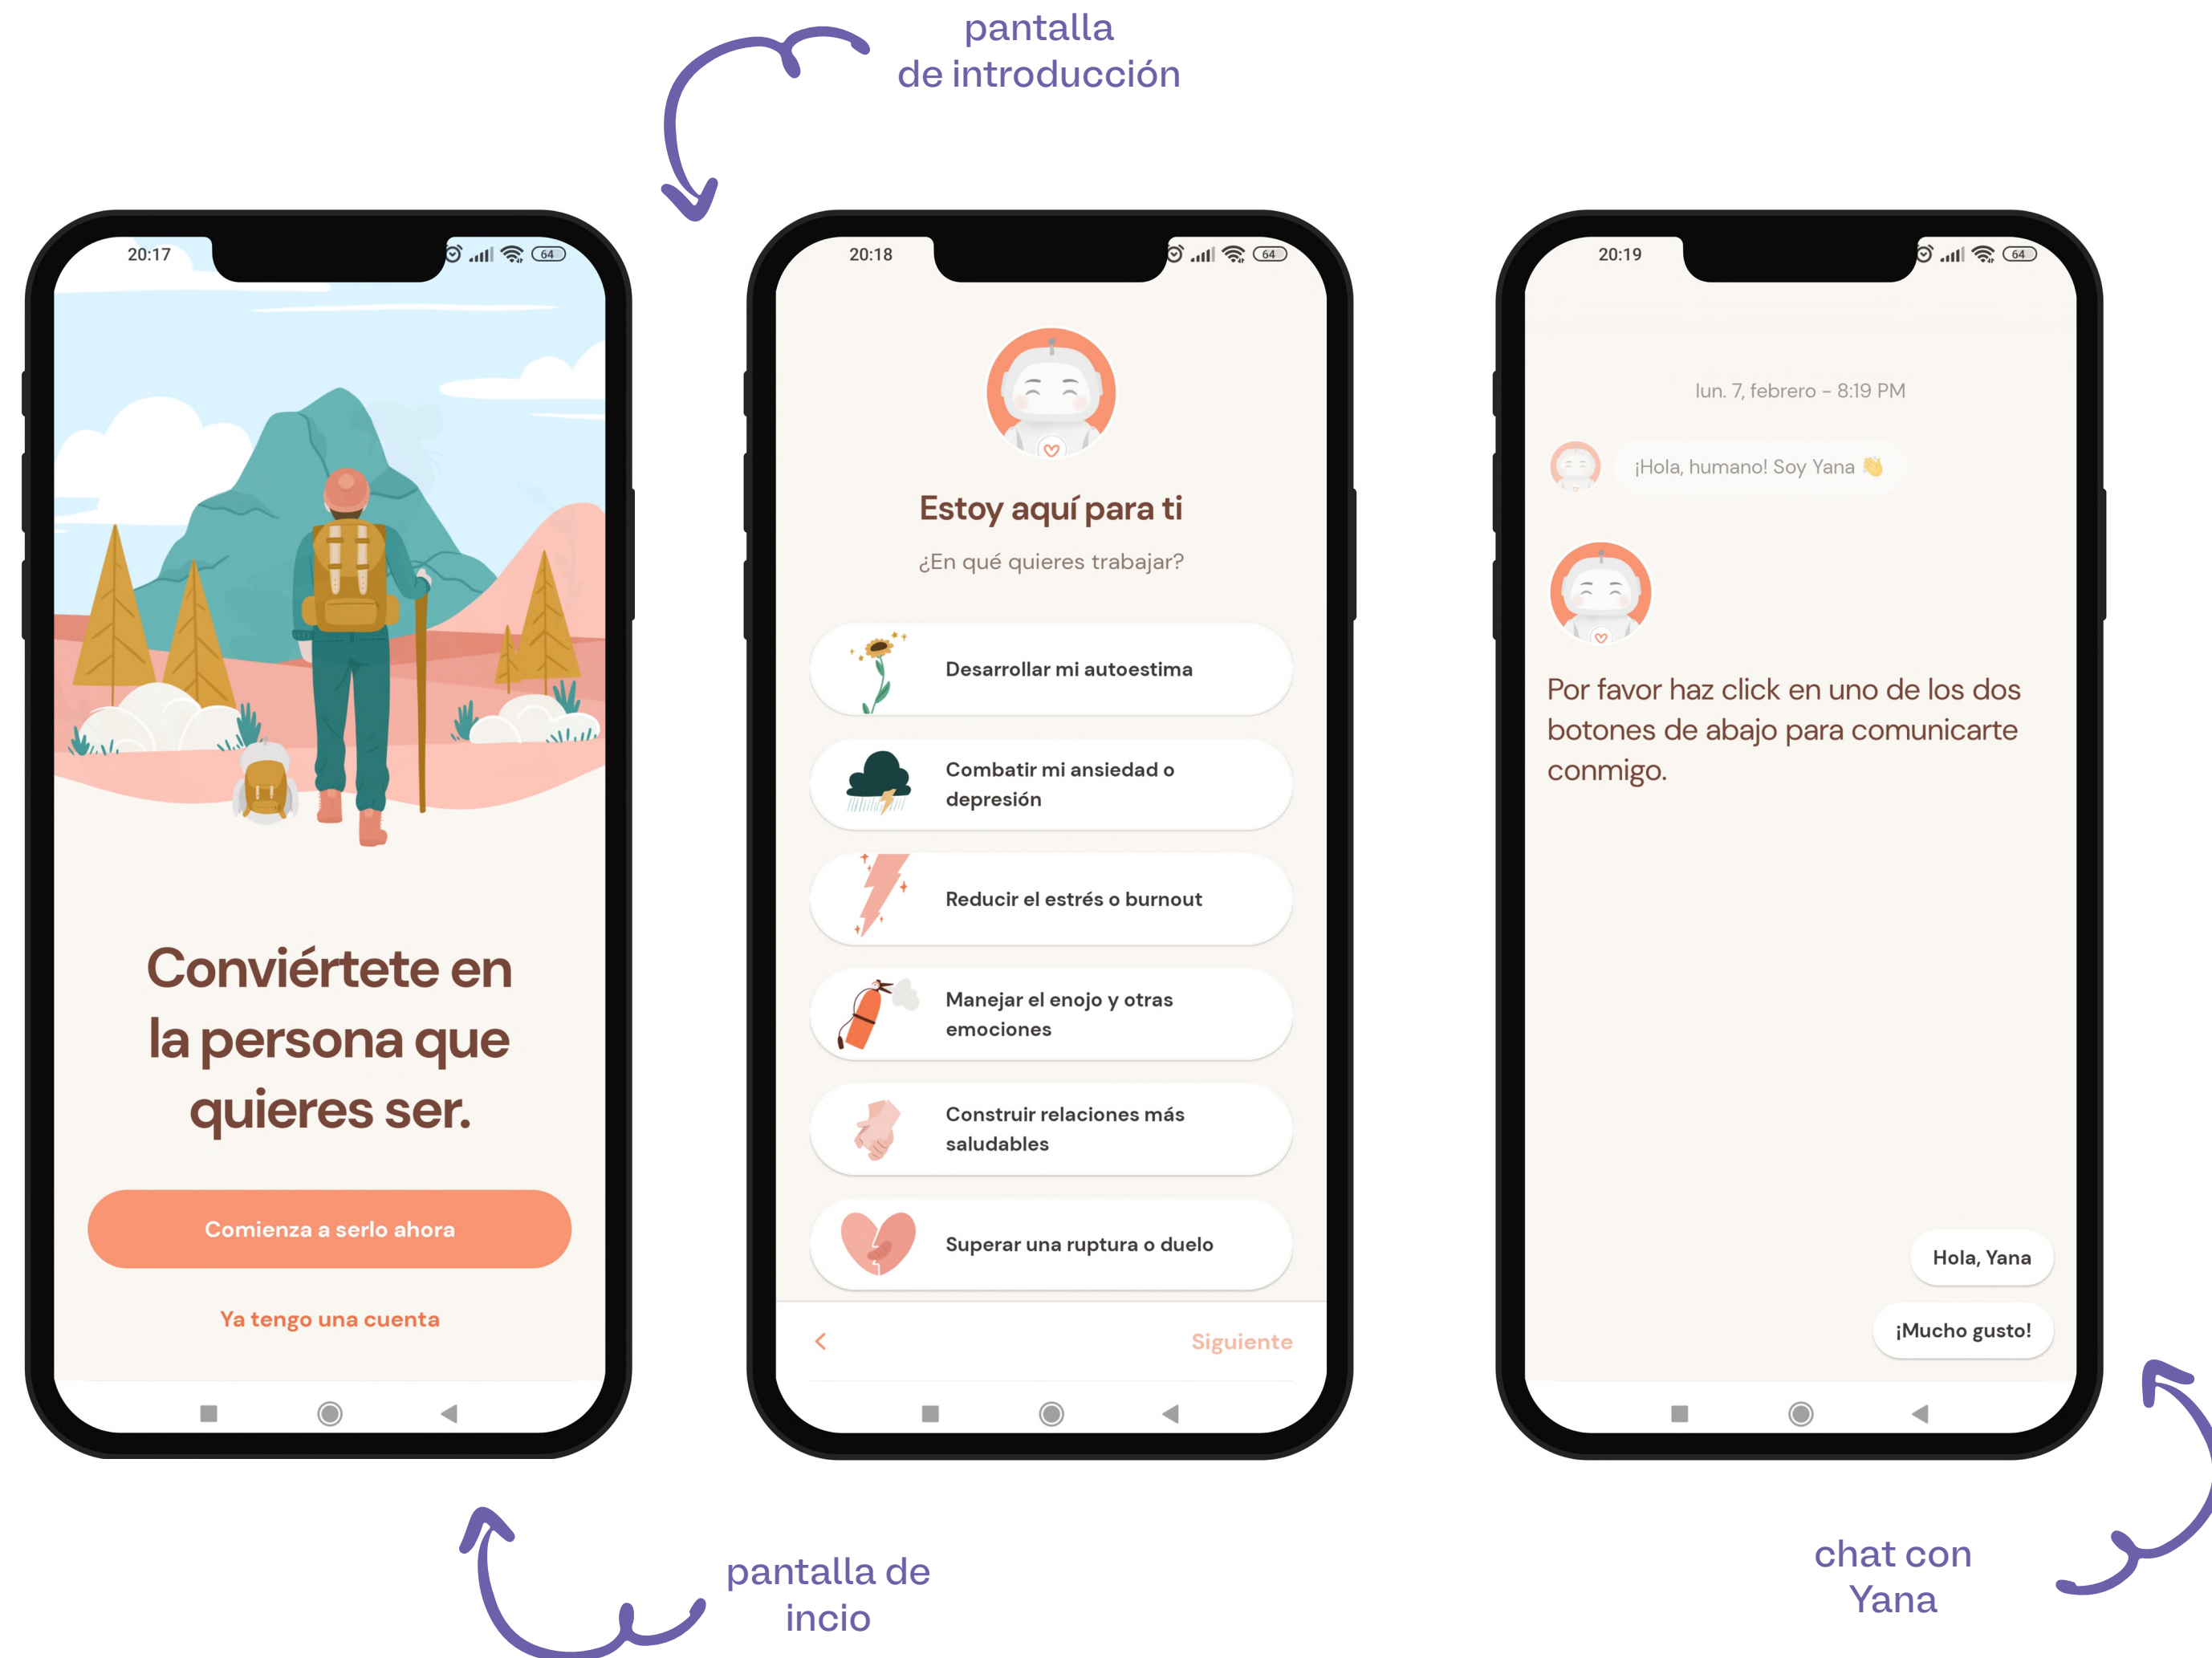 pantalla
de introducción
20:17
64
Conviértete en
la persona que
quieres ser.
Comienza a serlo ahora
Ya tengo una cuenta
pantalla de
incio
20:18
64
Estoy aquí para ti
¿En qué quieres trabajar?
Desarrollar mi autoestima
Combatir mi ansiedad o
depresión
Reducir el estrés o burnout
Manejar el enojo y otras
emociones
Construir relaciones más
saludables
Superar una ruptura o duelo
Siguiente
20:19
64
lun. 7, febrero - 8:19 PM
¡Hola, humano! Soy Yana 👋
Por favor haz click en uno de los dos
botones de abajo para comunicarte
conmigo.
Hola, Yana
¡Mucho gusto!
chat con
Yana